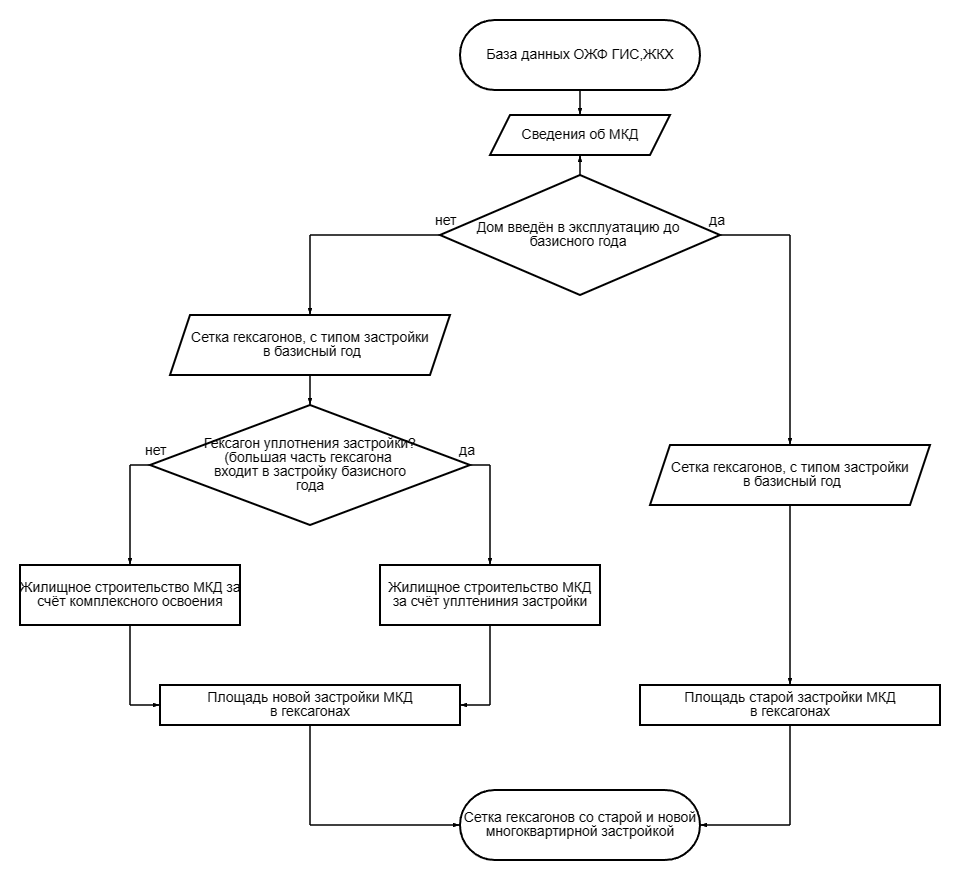 База данных ОЖФ ГИС,ЖКХ
Сведения об МКД
нет
да
Дом введён в эксплуатацию до
базисного года
Сетка гексагонов, с типом застройки
в базисный год
Гексагон уплотнения застройки?
(большая часть гексагона
входит в застройку базисного
года
нет
да
Сетка гексагонов, с типом застройки
в базисный год
Жилищное строительство МКД за
счёт комплексного освоения
Жилищное строительство МКД
за счёт уплтениния застройки
Площадь новой застройки МКД
в гексагонах
Площадь старой застройки МКД
в гексагонах
Сетка гексагонов со старой и новой
многоквартирной застройкой